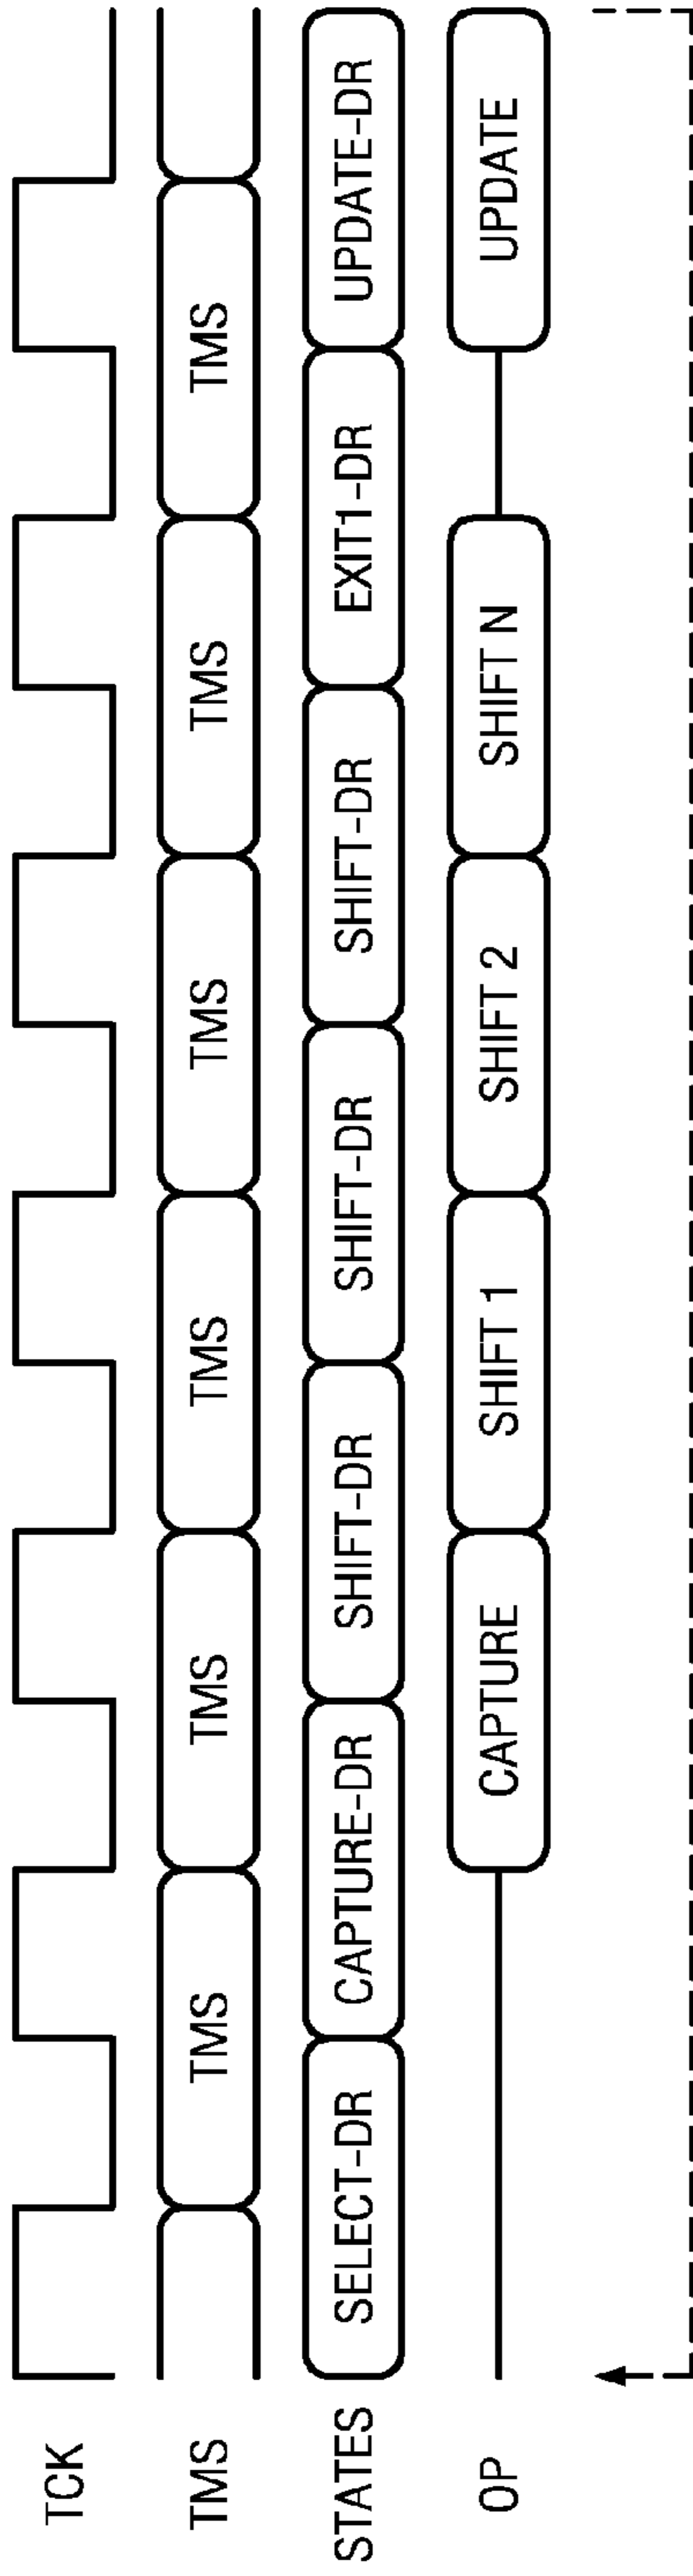 TCK
TMS TMS TMS TMS TMS TMS TMS
STATES SELECT-DR CAPTURE-DR SHIFT-DR SHIFT-DR SHIFT-DR EXIT1-DR UPDATE-DR
OP CAPTURE SHIFT 1 SHIFT 2 SHIFT N UPDATE